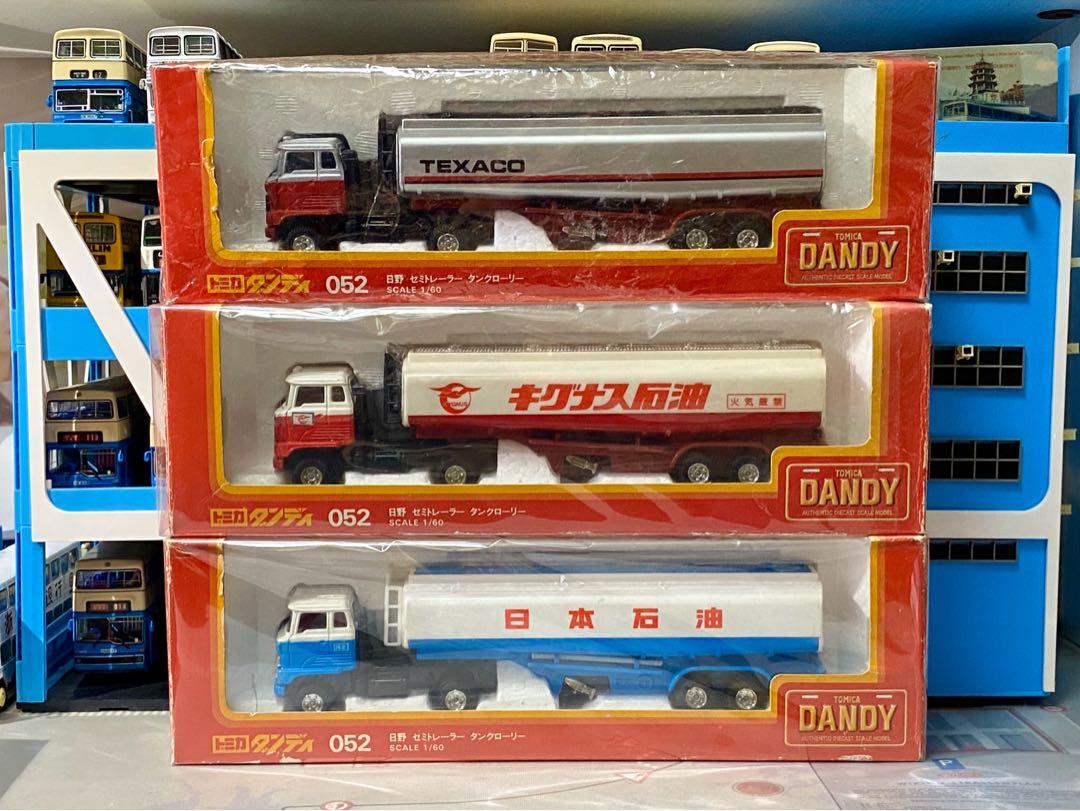 TEXACO
TOMICA
DANDY
AUTHENTIC DIECAST SCALE MODEL
トミカ ダンディ 052 日野 セミトレーラー タンクローリー
SCALE 1/60
キグナス石油
火気厳禁
TOMICA
DANDY
AUTHENTIC DIECAST SCALE MODEL
トミカ ダンディ 052 日野 セミトレーラー タンクローリー
SCALE 1/60
日本石油
TOMICA
DANDY
AUTHENTIC DIECAST SCALE MODEL
トミカ ダンディ 052 日野 セミトレーラー タンクローリー
SCALE 1/60
P